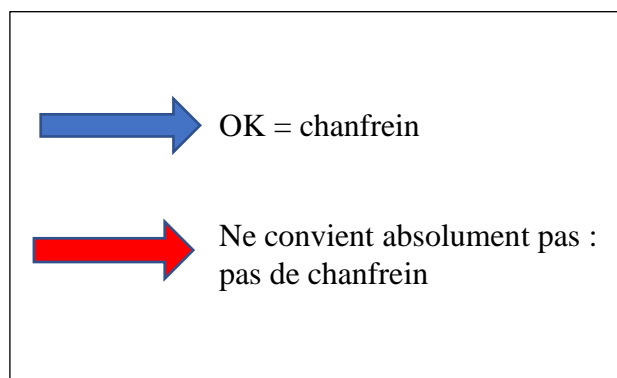 OK = chanfrein
Ne convient absolument pas :
pas de chanfrein